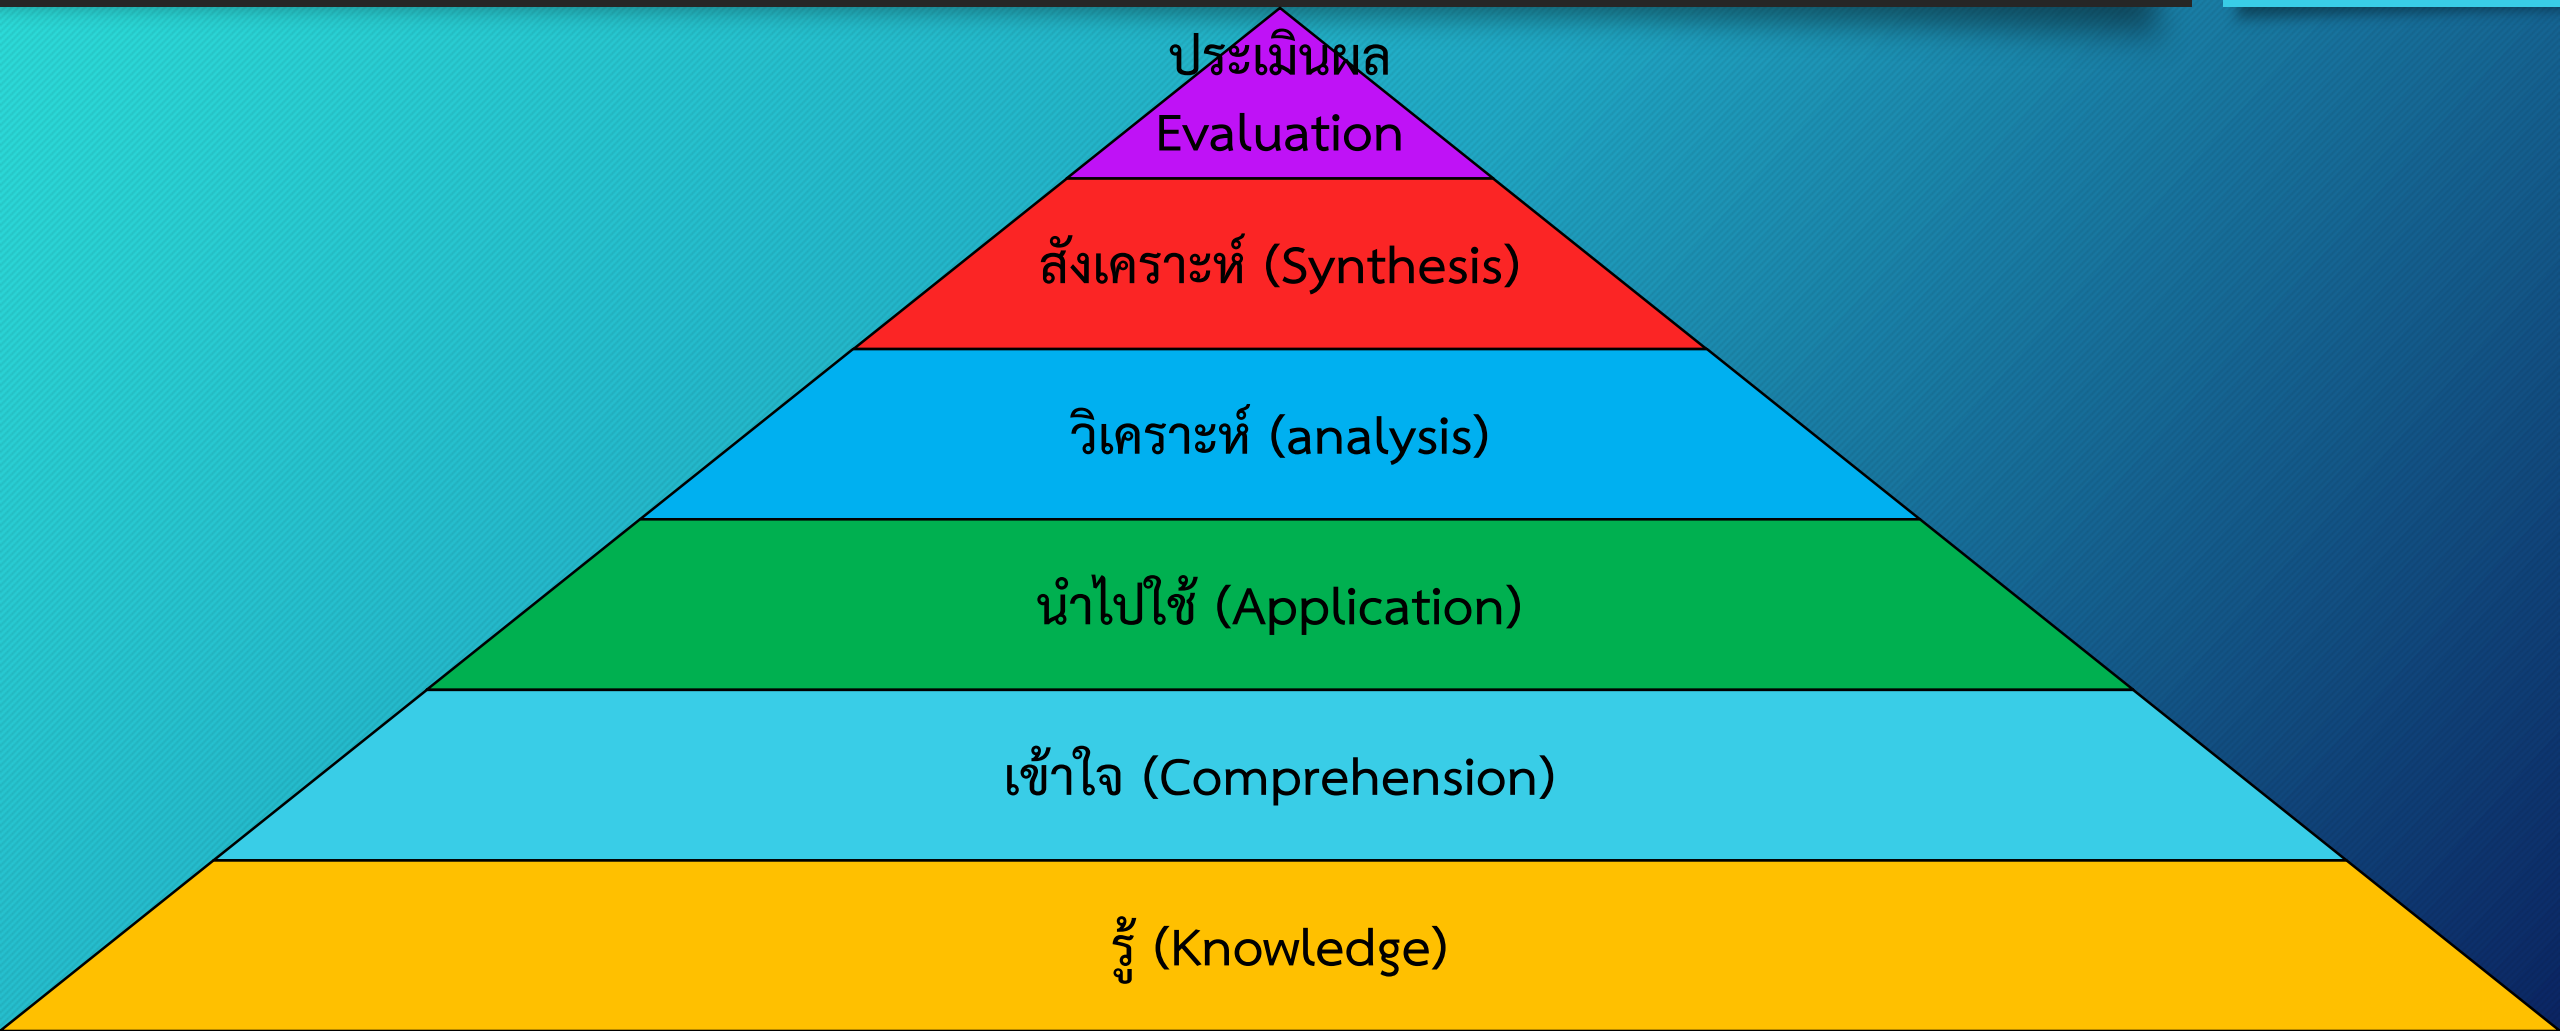 ประเมินผล
Evaluation
สังเคราะห์ (Synthesis)
วิเคราะห์ (analysis)
นำไปใช้ (Application)
เข้าใจ (Comprehension)
รู้ (Knowledge)